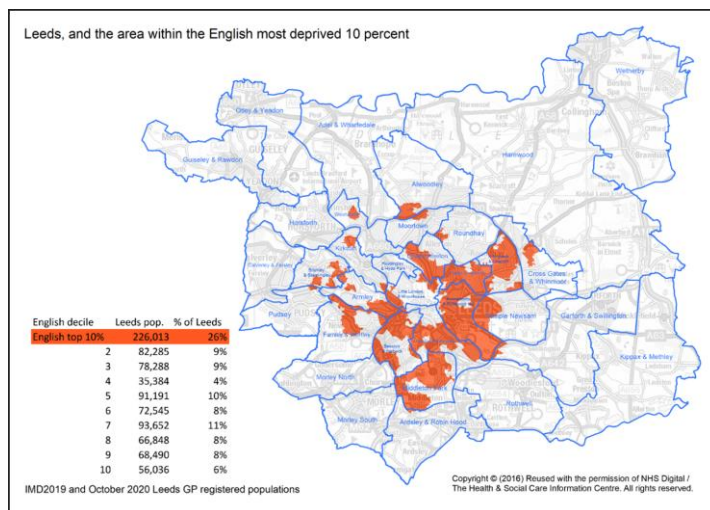 Leeds, and the area within the English most deprived 10 percent
Wetherby
Otley & Yeadon
Adel & Wharfedale
Harewood
Guiseley & Rawdon
Alwoodley
Moortown
Roundhay
Horsforth
Kirkstall
Cross Gates
& Whinmoor
Armley
Pudsey
Garforth & Swillington
Kippax & Methley
Morley North
Middleton Park
Rothwell
Morley South
Ardsley & Robin Hood
English decile Leeds pop. % of Leeds
English top 10% 226,013 26%
2 82,285 9%
3 78,288 9%
4 35,384 4%
5 91,191 10%
6 72,545 8%
7 93,652 11%
8 66,848 8%
9 68,490 8%
10 56,036 6%
IMD2019 and October 2020 Leeds GP registered populations
Copyright © (2016) Reused with the permission of NHS Digital /
The Health & Social Care Information Centre. All rights reserved.